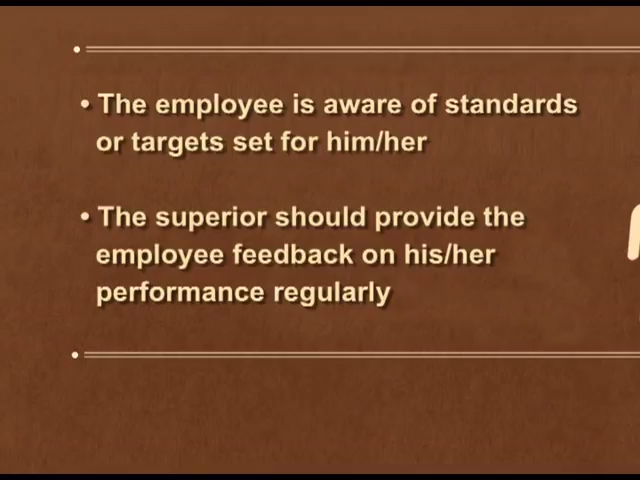 • The employee is aware of standards
or targets set for him/her
• The superior should provide the
employee feedback on his/her
performance regularly